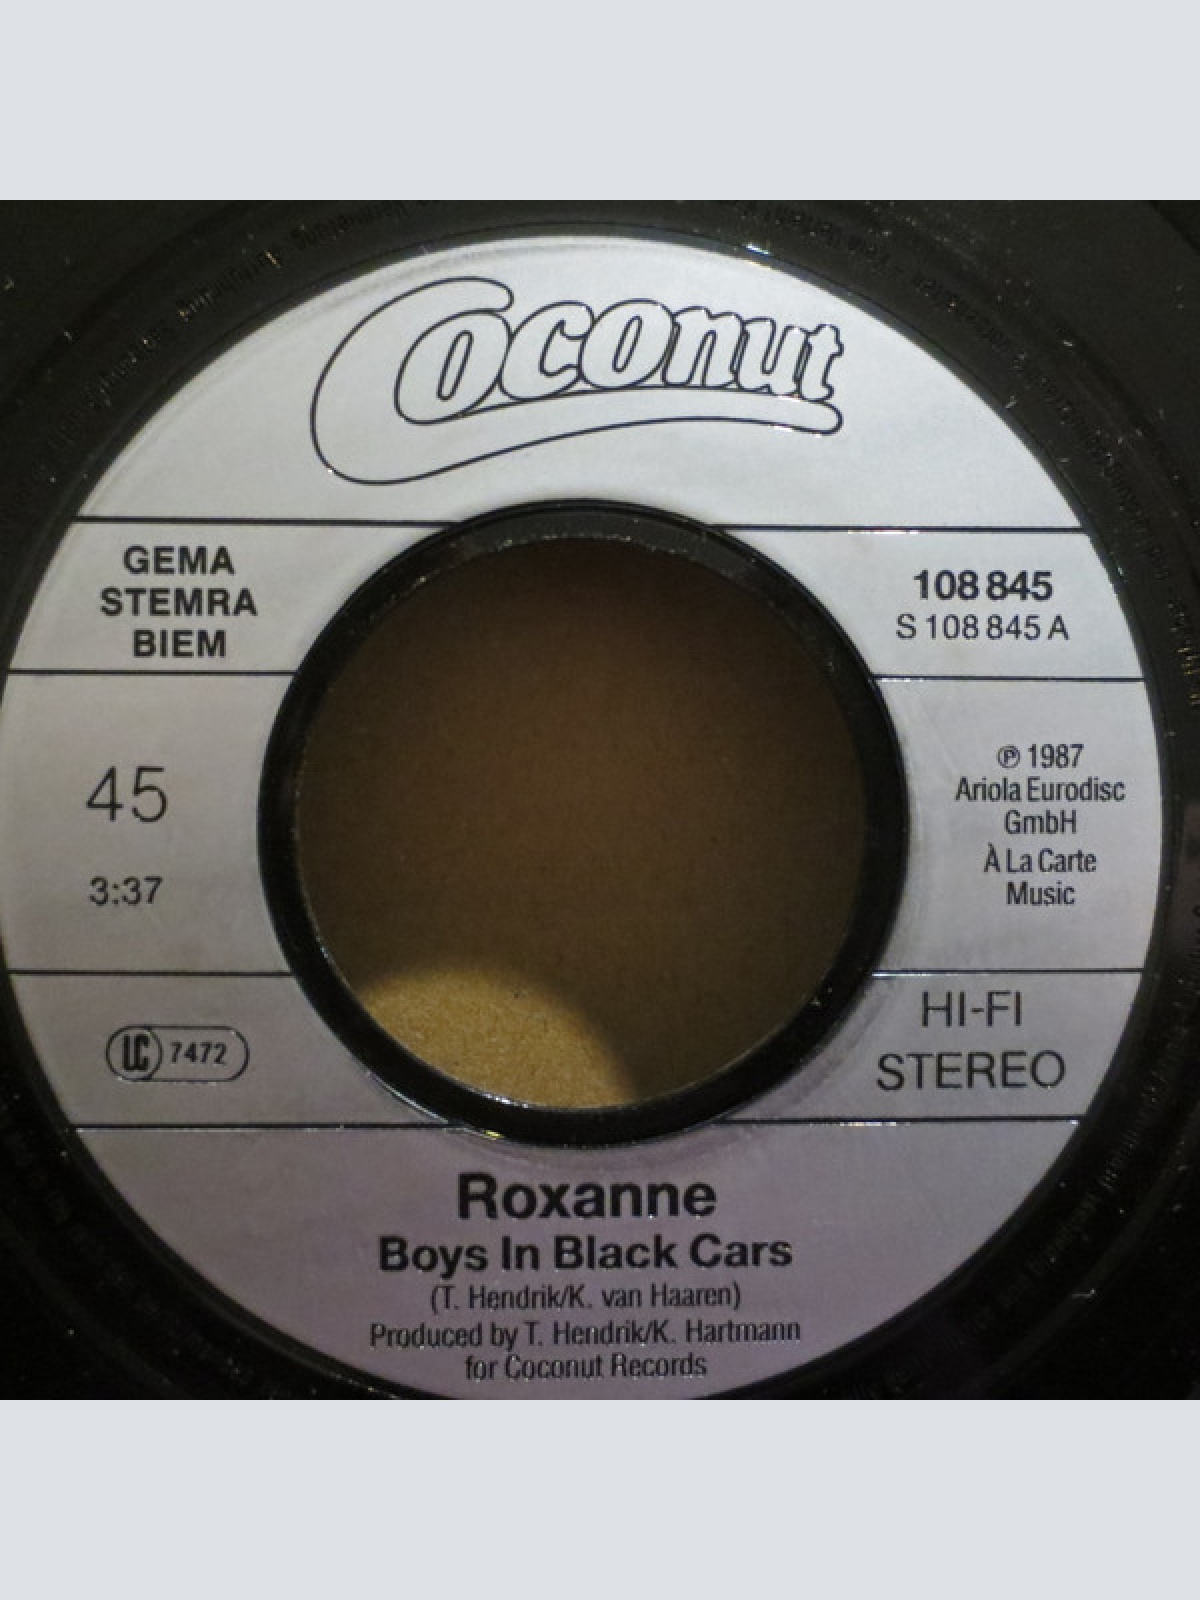 Coconut
GEMA
STEMRA
BIEM
108 845
S 108 845 A
45
3:37
℗ 1987
Ariola Eurodisc
GmbH
À La Carte
Music
LC 7472
HI-FI
STEREO
Roxanne
Boys In Black Cars
(T. Hendrik/K. van Haaren)
Produced by T. Hendrik/K. Hartmann
for Coconut Records